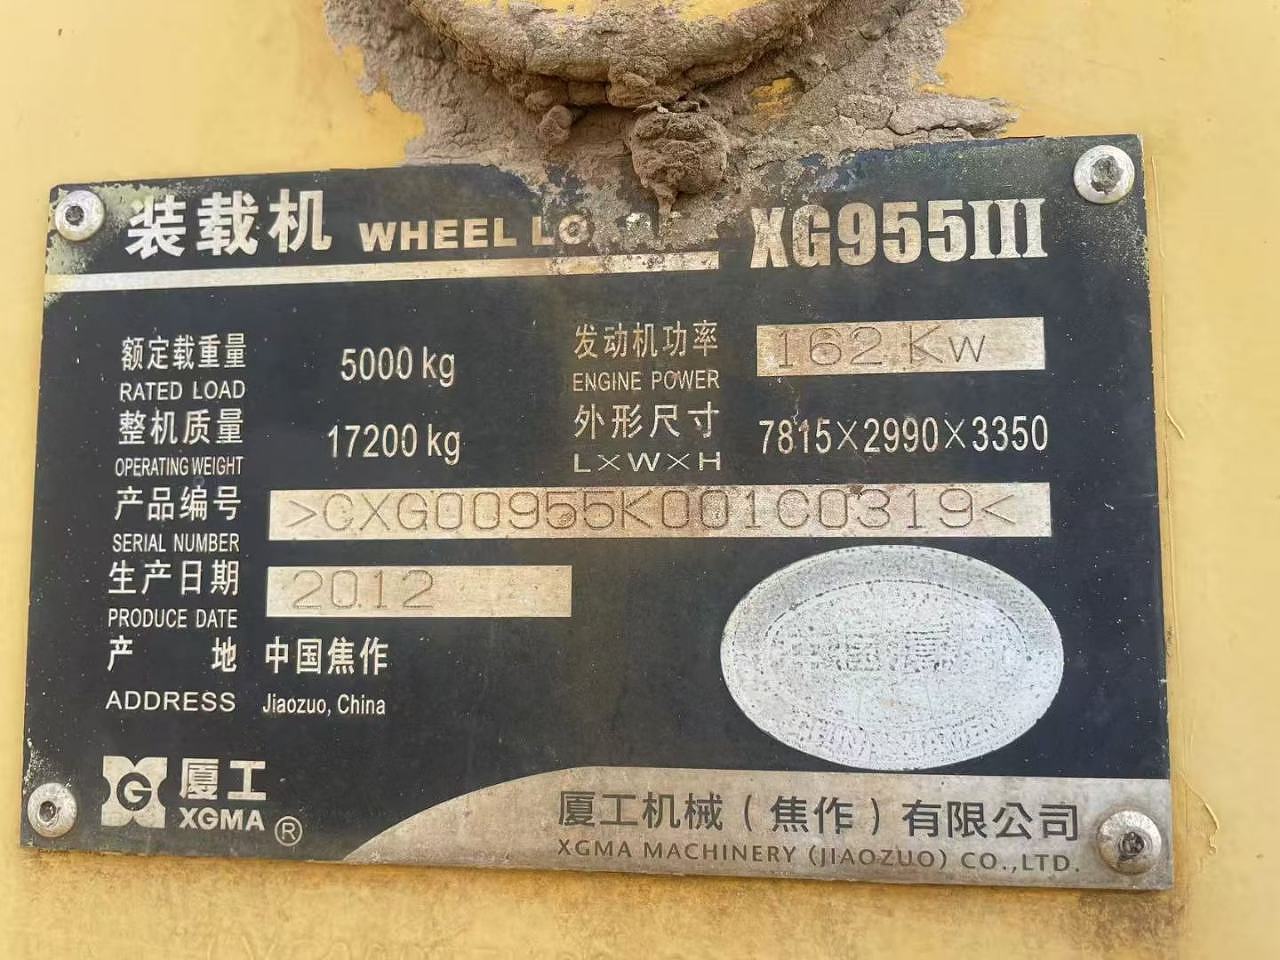 装载机 WHEEL LO XG955III
额定载重量 5000 kg 发动机功率 162 Kw
RATED LOAD ENGINE POWER
整机质量 17200 kg 外形尺寸 7815×2990×3350
OPERATING WEIGHT L×W×H
产品编号 >CXG00955K001C0319<
SERIAL NUMBER
生产日期 2012
PRODUCE DATE
产 地 中国焦作
ADDRESS Jiaozuo, China
厦工
XGMA ®
厦工机械（焦作）有限公司
XGMA MACHINERY (JIAOZUO) CO.,LTD.